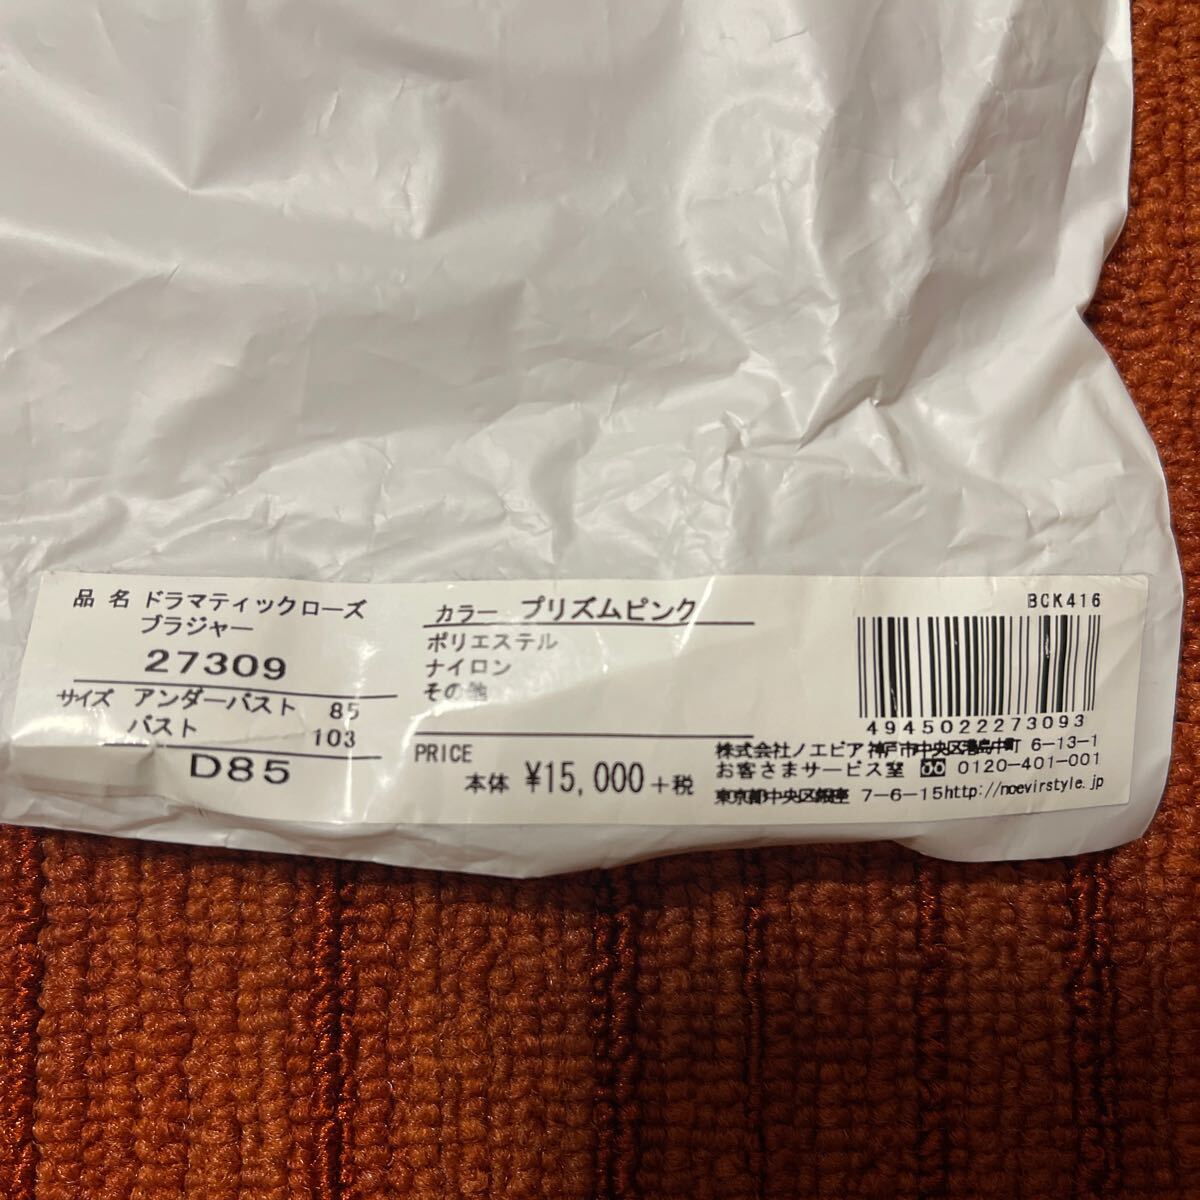 品名 ドラマティックローズ
ブラジャー
27309
サイズ アンダーバスト 85
バスト 103
D85
カラー プリズムピンク
ポリエステル
ナイロン
その他
PRICE
本体 ¥15,000+税
BCK416
4945022273093
株式会社ノエビア 神戸市中央区港島中町 6-13-1
お客さまサービス室 0120-401-001
東京都中央区銀座 7-6-15http://noevirstyle.jp